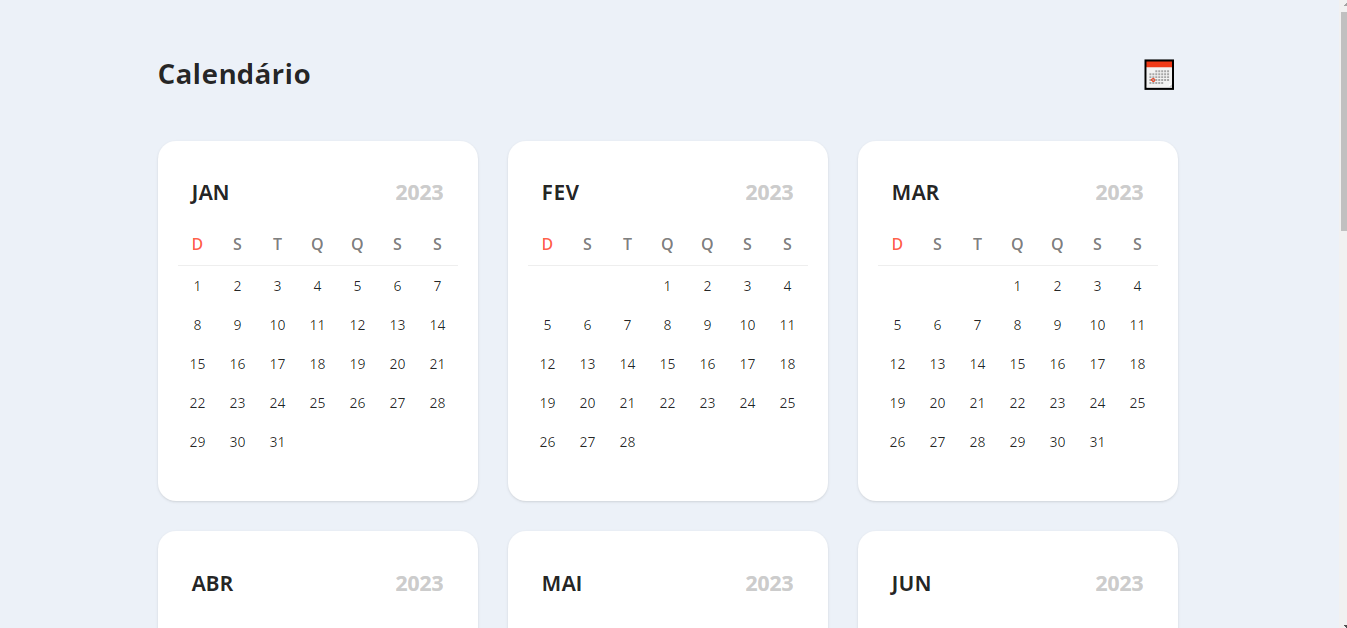 Calendário
JAN 2023
D S T Q Q S S
1 2 3 4 5 6 7
8 9 10 11 12 13 14
15 16 17 18 19 20 21
22 23 24 25 26 27 28
29 30 31
FEV 2023
D S T Q Q S S
1 2 3 4
5 6 7 8 9 10 11
12 13 14 15 16 17 18
19 20 21 22 23 24 25
26 27 28
MAR 2023
D S T Q Q S S
1 2 3 4
5 6 7 8 9 10 11
12 13 14 15 16 17 18
19 20 21 22 23 24 25
26 27 28 29 30 31
ABR 2023
MAI 2023
JUN 2023